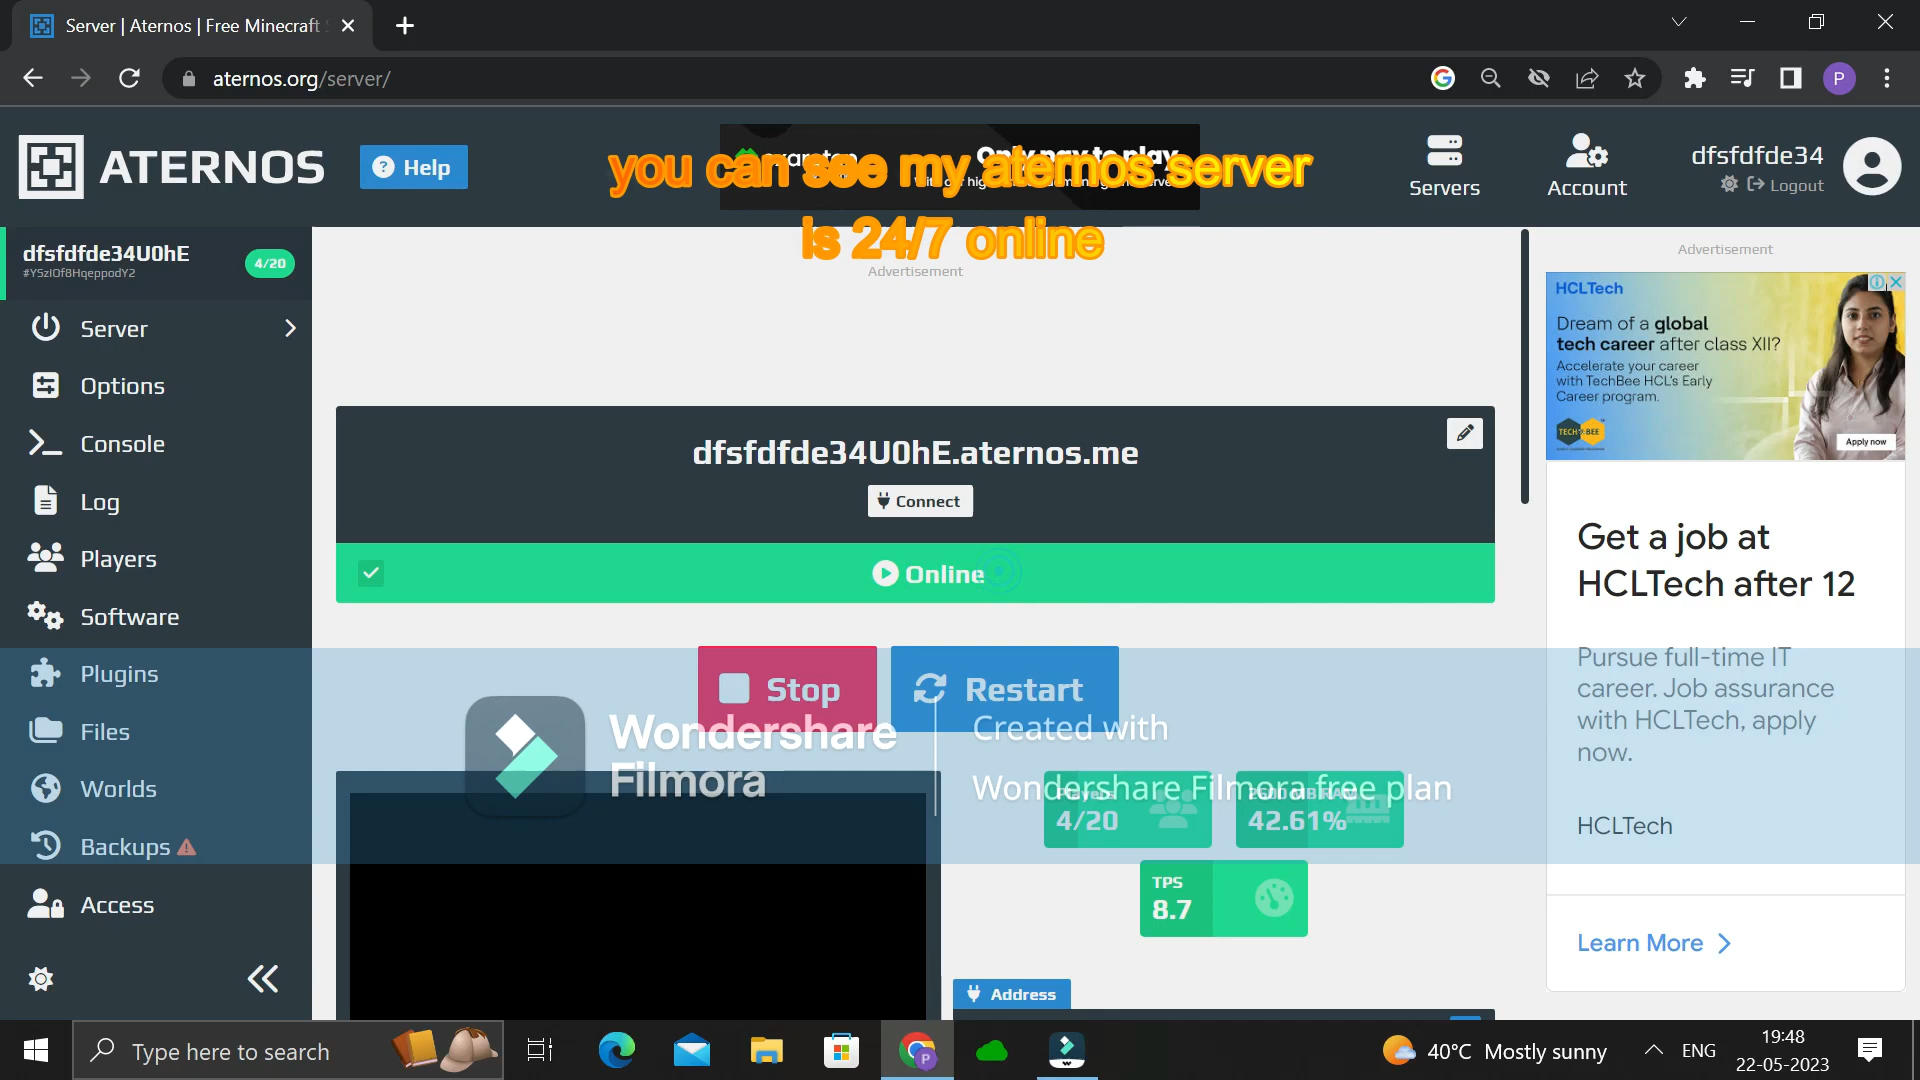 Server | Aternos | Free Minecraft
aternos.org/server/
P
ATERNOS
? Help
you can see my aternos server
is 24/7 online
Servers
Account
dfsfdfde34
Logout
dfsfdfde34U0hE
4/20
Server
Options
Console
Log
Players
Software
Plugins
Files
Worlds
Backups
Access
Advertisement
dfsfdfde34U0hE.aternos.me
Connect
Online
Stop
Restart
Wondershare
Filmora
Created with
Wondershare Filmora free plan
Players
4/20
42.61%
TPS
8.7
Address
Advertisement
HCLTech
Dream of a global
tech career after class XII?
Accelerate your career
with TechBee HCL's Early
Career program.
TECH BEE
Apply now
Get a job at
HCLTech after 12
Pursue full-time IT
career. Job assurance
with HCLTech, apply
now.
HCLTech
Learn More
Type here to search
P
40°C Mostly sunny
ENG
19:48
22-05-2023